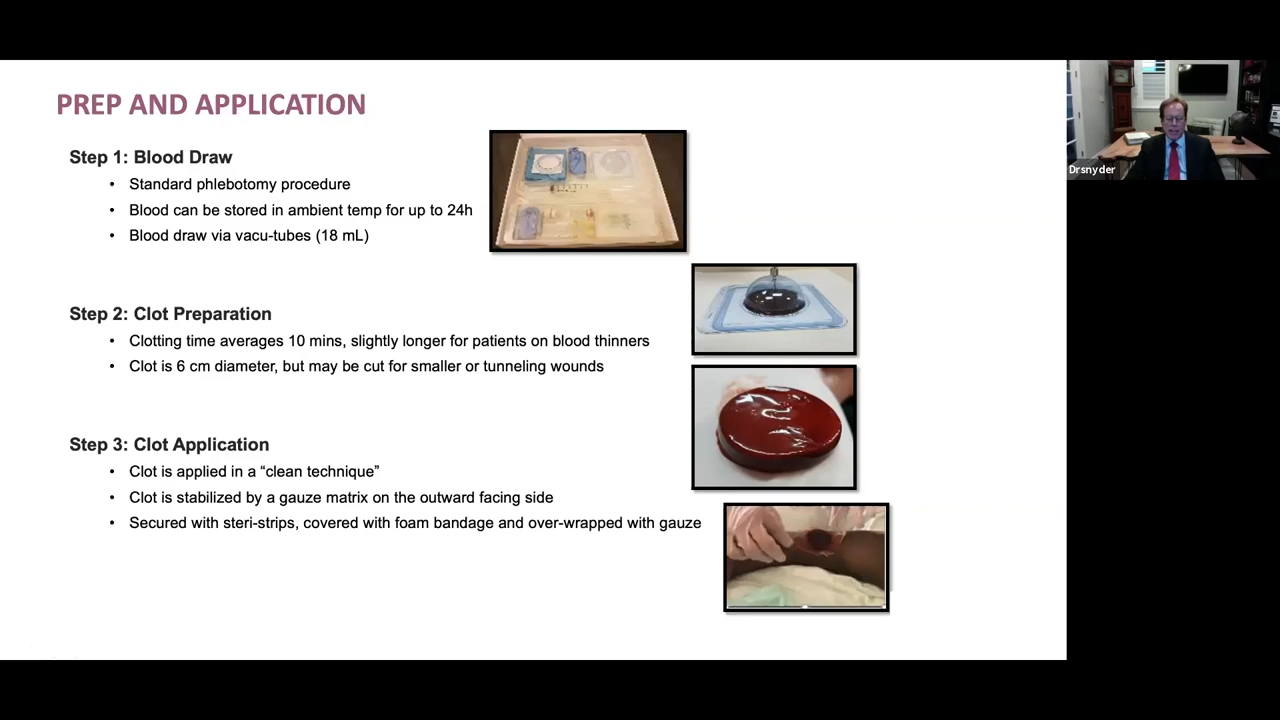 PREP AND APPLICATION
Step 1: Blood Draw
• Standard phlebotomy procedure
• Blood can be stored in ambient temp for up to 24h
• Blood draw via vacu-tubes (18 mL)
Step 2: Clot Preparation
• Clotting time averages 10 mins, slightly longer for patients on blood thinners
• Clot is 6 cm diameter, but may be cut for smaller or tunneling wounds
Step 3: Clot Application
• Clot is applied in a “clean technique”
• Clot is stabilized by a gauze matrix on the outward facing side
• Secured with steri-strips, covered with foam bandage and over-wrapped with gauze
Drsnyder